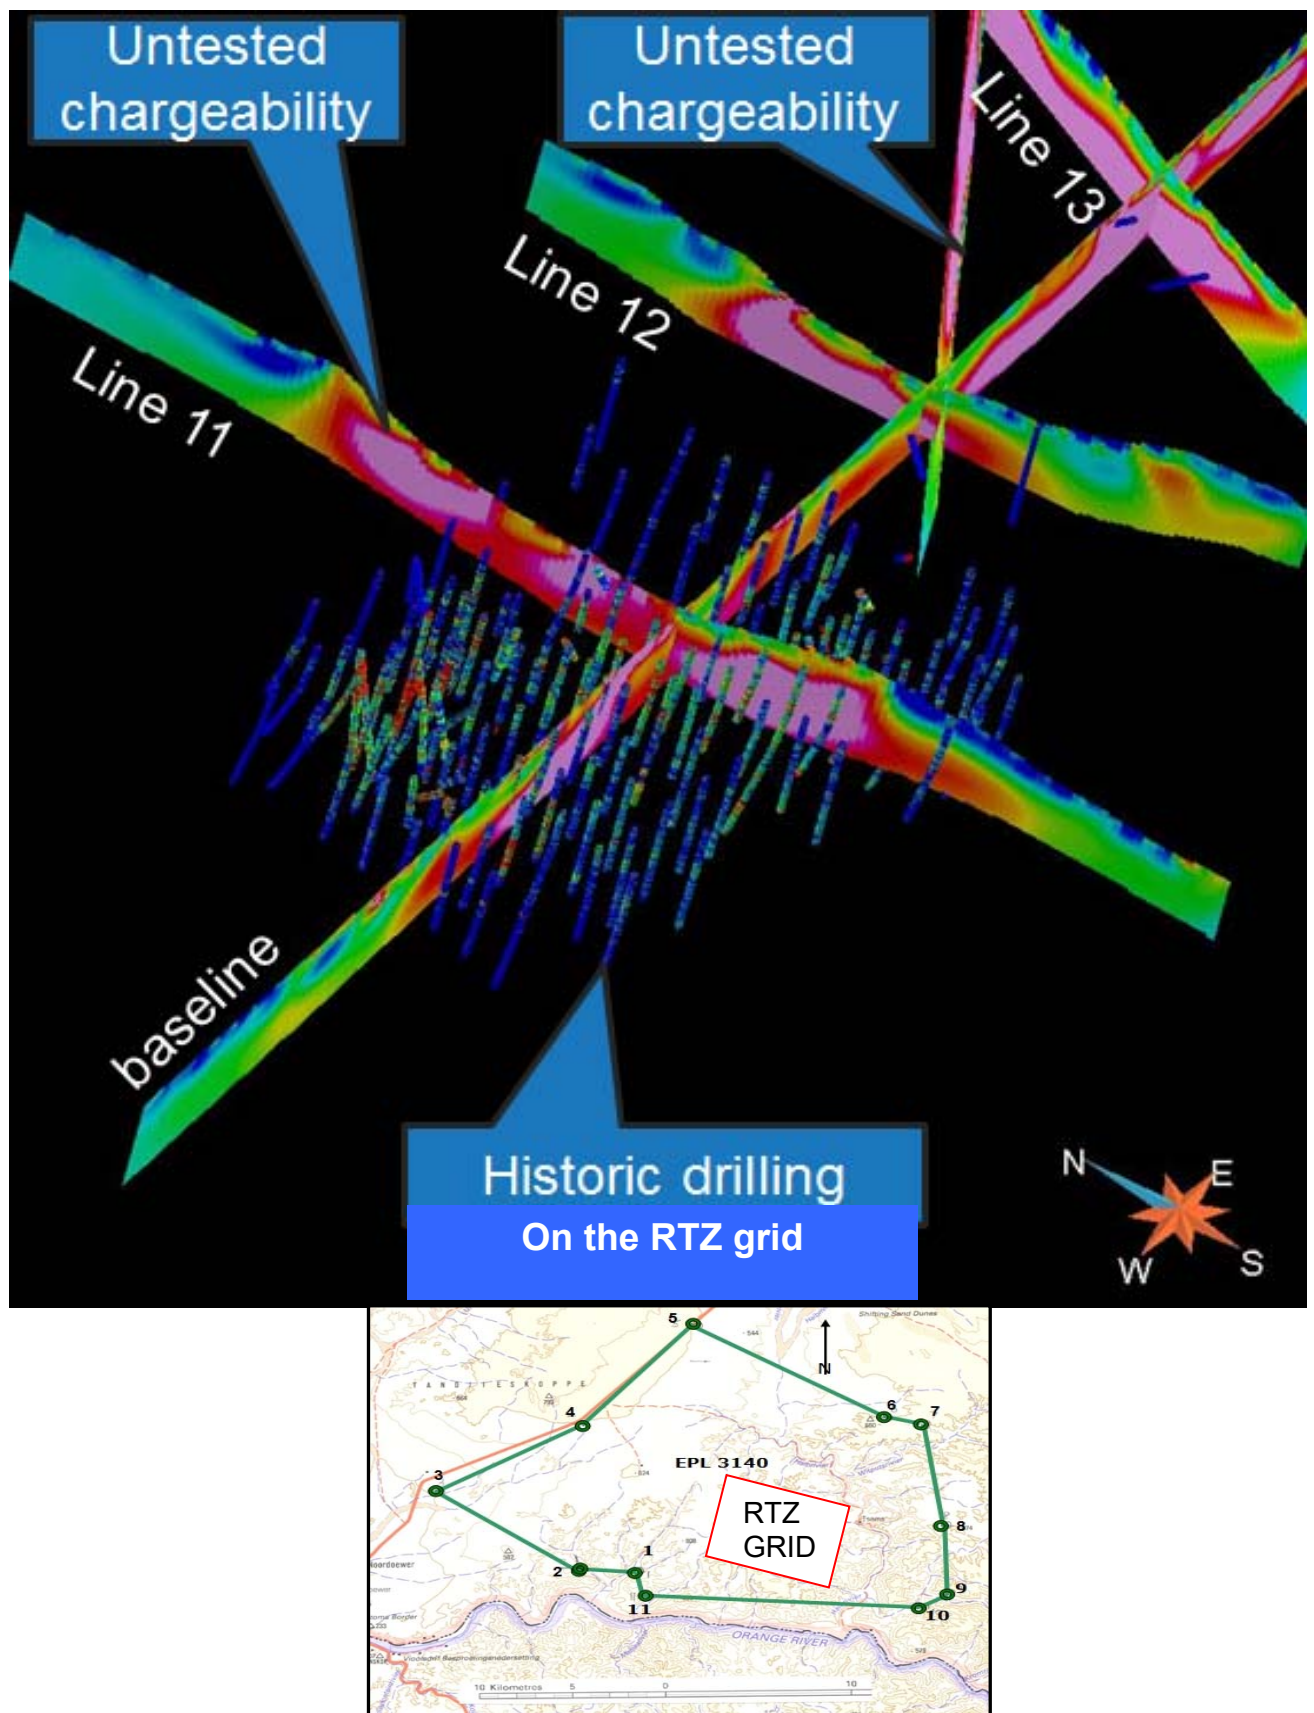 Untested
chargeability
Untested
chargeability
Line 13
Line 12
Line 11
baseline
Historic drilling
On the RTZ grid
N
E
W
S
5
544
Shifting Sand Dunes
N
4
6
7
3
EPL 3140
RTZ
GRID
8
1
2
11
9
10
ORANGE RIVER
10 Kilometres 5 0 10